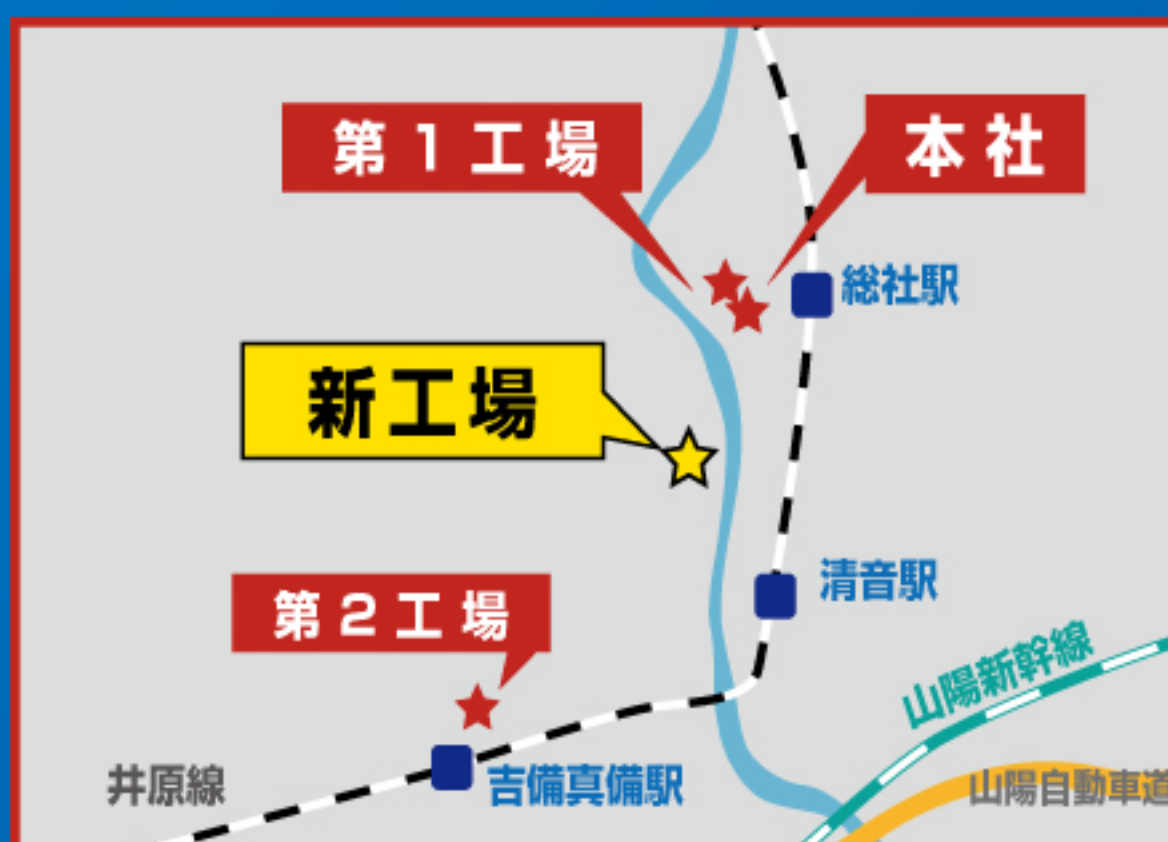 第1工場
本社
総社駅
新工場
清音駅
第2工場
山陽新幹線
井原線
吉備真備駅
山陽自動車道